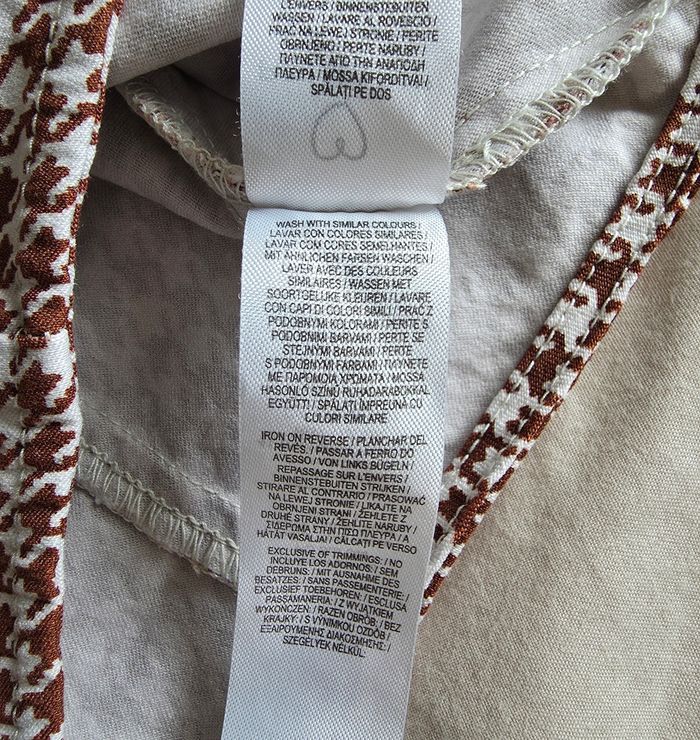 L'ENVERS / BINNENSTEBUITEN
WASSEN / LAVARE AL ROVESCIO /
PRAĆ NA LEWEJ STRONIE / PERITE
OBRNJENO / PERTE NARUBY /
ΠΛΥΝΕΤΕ ΑΠΟ ΤΗΝ ΑΝΑΠΟΔΗ
ΠΛΕΥΡΑ / MOSSA KIFORDÍTVA! /
SPĂLAȚI PE DOS
WASH WITH SIMILAR COLOURS /
LAVAR CON COLORES SIMILARES /
LAVAR COM CORES SEMELHANTES /
MIT ÄHNLICHEN FARBEN WASCHEN /
LAVER AVEC DES COULEURS
SIMILAIRES / WASSEN MET
SOORTGELIJKE KLEUREN / LAVARE
CON CAPI DI COLORI SIMILI / PRAĆ Z
PODOBNYMI KOLORAMI / PERITE S
PODOBNIMI BARVAMI / PERTE SE
STEJNÝMI BARVAMI / PERTE
S PODOBNÝMI FARBAMI / ΠΛΥΝΕΤΕ
ΜΕ ΠΑΡΟΜΟΙΑ ΧΡΩΜΑΤΑ / MOSSA
HASONLÓ SZÍNŰ RUHADARABOKKAL
EGYÜTT! / SPĂLAȚI ÎMPREUNĂ CU
CULORI SIMILARE
IRON ON REVERSE / PLANCHAR DEL
REVÉS. / PASSAR A FERRO DO
AVESSO / VON LINKS BÜGELN /
REPASSAGE SUR L'ENVERS /
BINNENSTEBUITEN STRIJKEN /
STIRARE AL CONTRARIO / PRASOWAĆ
NA LEWEJ STRONIE / LIKAJTE NA
OBRNJENI STRANI / ŽEHLETE Z
DRUHÉ STRANY / ŽEHLITE NARUBY /
ΣΙΔΕΡΩΜΑ ΣΤΗΝ ΠΙΣΩ ΠΛΕΥΡΑ / A
HÁTÁT VASALJA! / CĂLCAȚI PE VERSO
EXCLUSIVE OF TRIMMINGS: / NO
INCLUYE LOS ADORNOS: / SEM
DEBRUNS: / MIT AUSNAHME DES
BESATZES: / SANS PASSEMENTERIE: /
EXCLUSIEF TOEBEHOREN: / ESCLUSA
PASSAMANERIA: / Z WYJĄTKIEM
WYKOŃCZEŃ: / RAZEN OBROB: / BEZ
KRAJKY: / S VÝNIMKOU OZDÔB /
ΕΞΑΙΡΟΥΜΕΝΗΣ ΔΙΑΚΟΣΜΗΣΗΣ: /
SZEGÉLYEK NÉLKÜL: